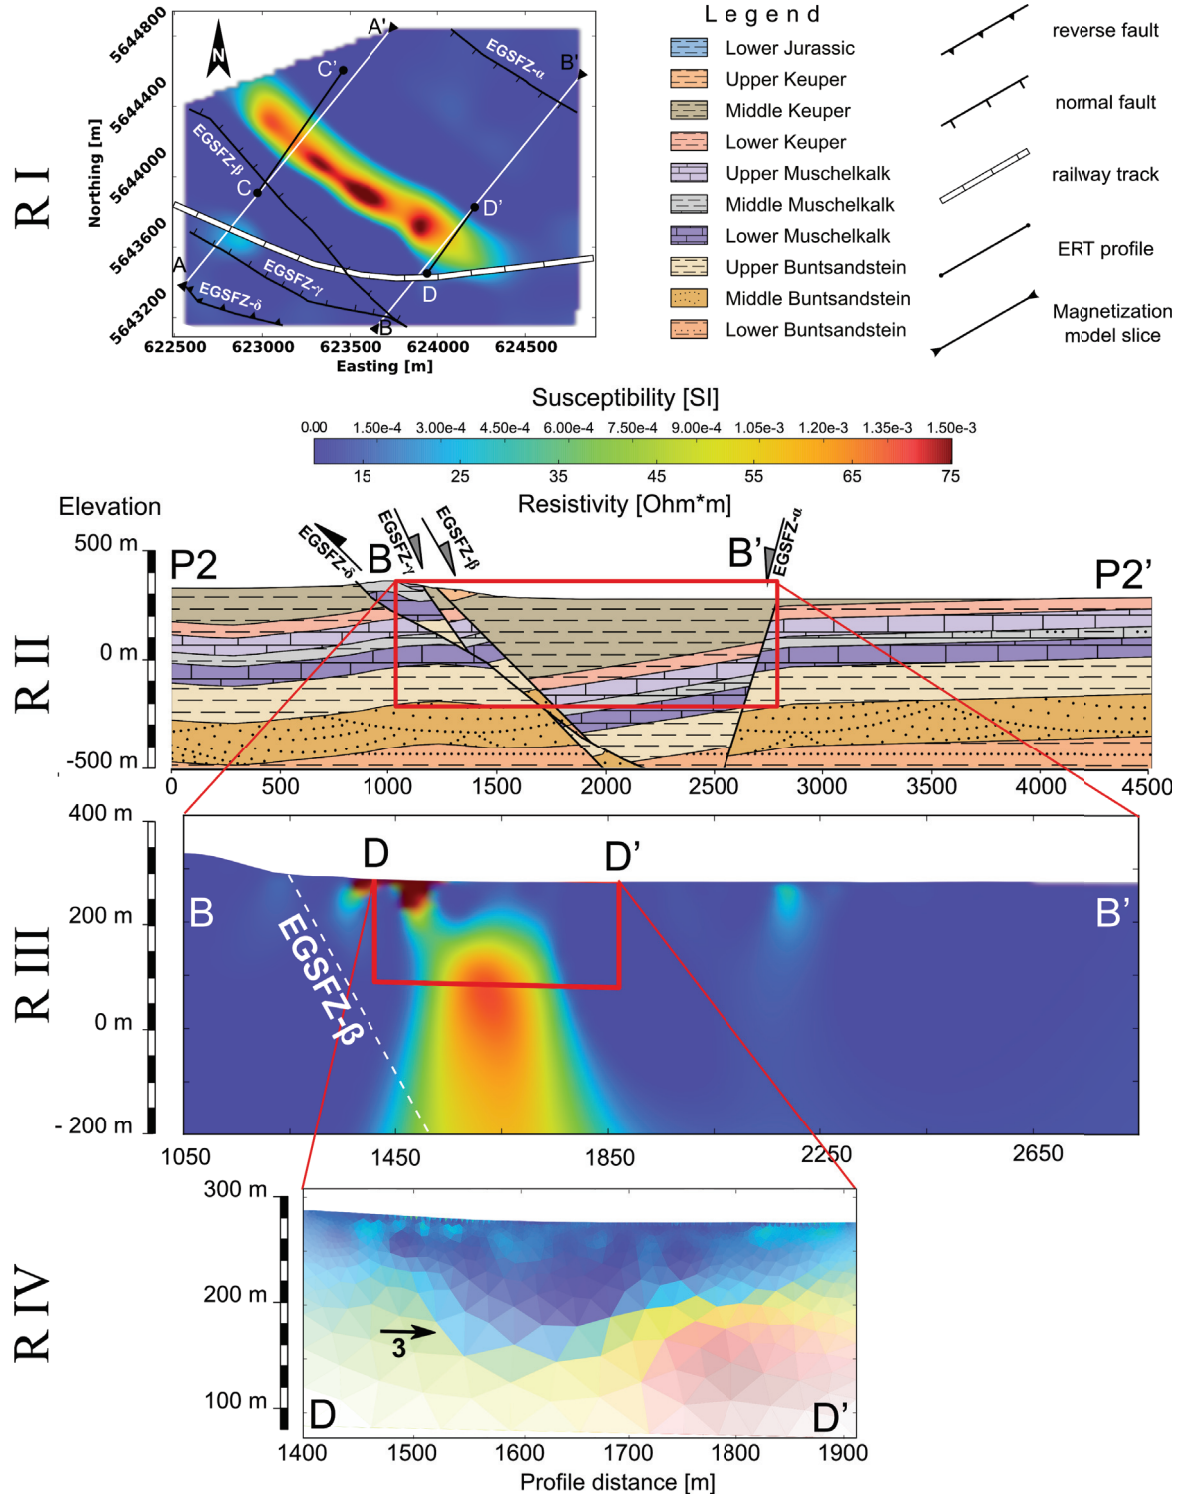 R I
5644800
5644400
5644000
5643600
5643200
Northing [m]
N
A'
C'
B'
EGSFZ-α
EGSFZ-β
C
D'
A
EGSFZ-γ
D
EGSFZ-δ
B
622500 623000 623500 624000 624500
Easting [m]
Legend
Lower Jurassic
Upper Keuper
Middle Keuper
Lower Keuper
Upper Muschelkalk
Middle Muschelkalk
Lower Muschelkalk
Upper Buntsandstein
Middle Buntsandstein
Lower Buntsandstein
reverse fault
normal fault
railway track
ERT profile
Magnetization
model slice
Susceptibility [SI]
0.00 1.50e-4 3.00e-4 4.50e-4 6.00e-4 7.50e-4 9.00e-4 1.05e-3 1.20e-3 1.35e-3 1.50e-3
15 25 35 45 55 65 75
Resistivity [Ohm*m]
R II
Elevation
500 m
0 m
-500 m
P2
EGSFZ-δ
B
EGSFZ-γ
EGSFZ-β
B'
EGSFZ-α
P2'
0 500 1000 1500 2000 2500 3000 3500 4000 4500
R III
400 m
200 m
0 m
- 200 m
D
D'
B
EGSFZ-β
B'
1050 1450 1850 2250 2650
R IV
300 m
200 m
100 m
3
D
D'
1400 1500 1600 1700 1800 1900
Profile distance [m]